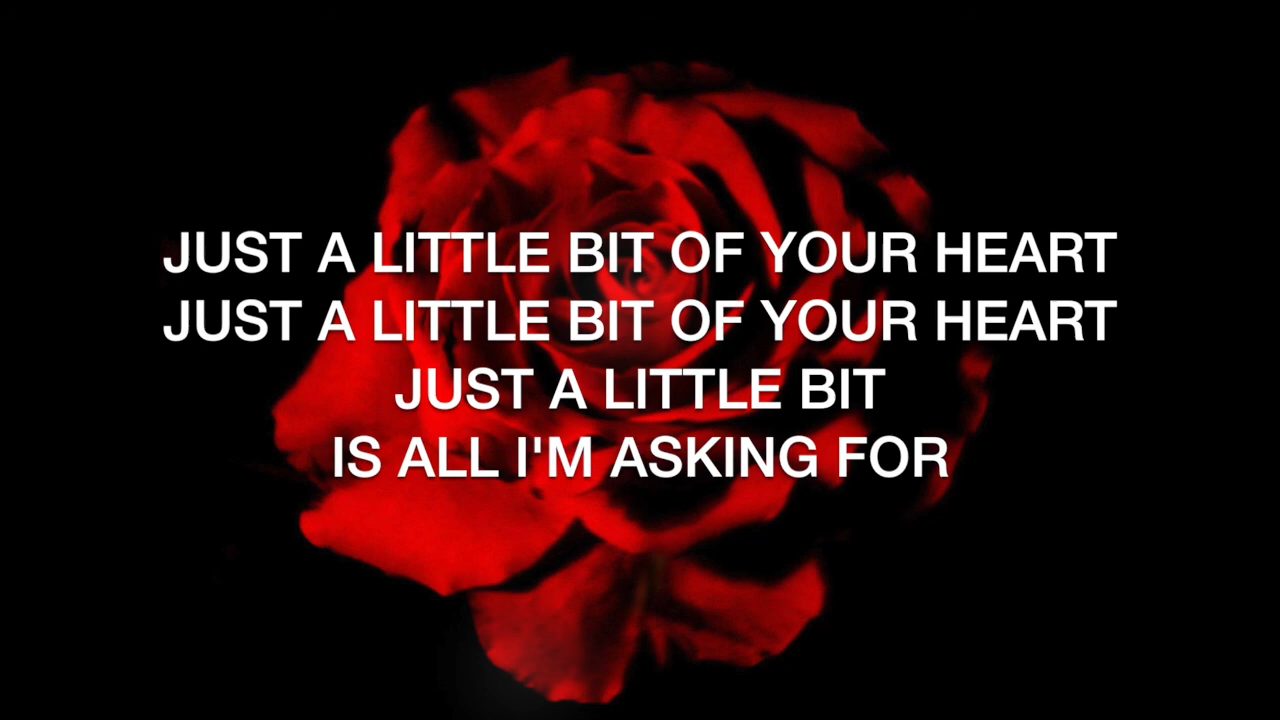 JUST A LITTLE BIT OF YOUR HEART
JUST A LITTLE BIT OF YOUR HEART
JUST A LITTLE BIT
IS ALL I'M ASKING FOR